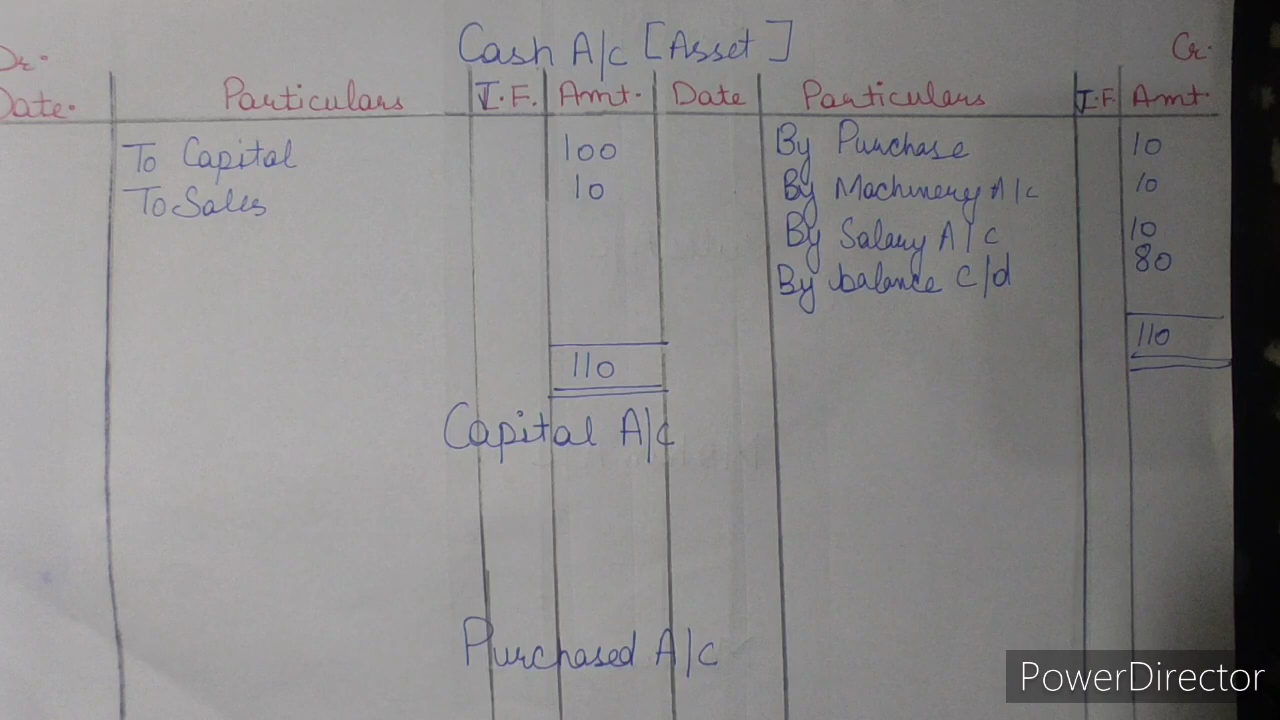 Cash A/c [Asset]
Dr. Cr.
Date. Particulars I.F. Amt. Date Particulars I.F. Amt.
To Capital 100 By Purchase 10
To Sales 10 By Machinery A/c 10
By Salary A/c 10
By balance c/d 80
110 110
Capital A/c
Purchased A/c
PowerDirector